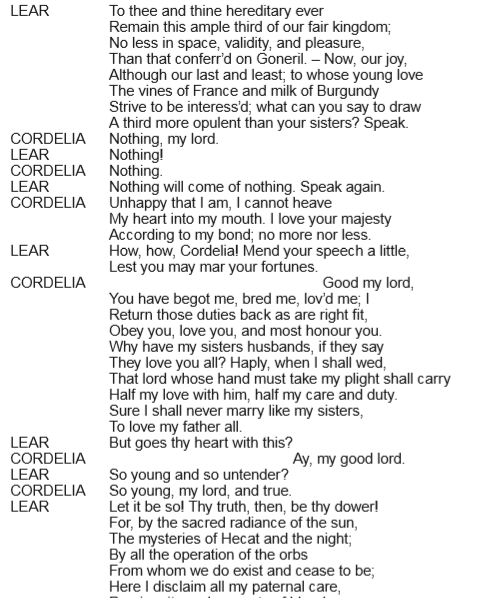 LEAR To thee and thine hereditary ever
Remain this ample third of our fair kingdom;
No less in space, validity, and pleasure,
Than that conferr'd on Goneril. – Now, our joy,
Although our last and least; to whose young love
The vines of France and milk of Burgundy
Strive to be interess'd; what can you say to draw
A third more opulent than your sisters? Speak.
CORDELIA Nothing, my lord.
LEAR Nothing!
CORDELIA Nothing.
LEAR Nothing will come of nothing. Speak again.
CORDELIA Unhappy that I am, I cannot heave
My heart into my mouth. I love your majesty
According to my bond; no more nor less.
LEAR How, how, Cordelia! Mend your speech a little,
Lest you may mar your fortunes.
CORDELIA Good my lord,
You have begot me, bred me, lov'd me; I
Return those duties back as are right fit,
Obey you, love you, and most honour you.
Why have my sisters husbands, if they say
They love you all? Haply, when I shall wed,
That lord whose hand must take my plight shall carry
Half my love with him, half my care and duty.
Sure I shall never marry like my sisters,
To love my father all.
LEAR But goes thy heart with this?
CORDELIA Ay, my good lord.
LEAR So young and so untender?
CORDELIA So young, my lord, and true.
LEAR Let it be so! Thy truth, then, be thy dower!
For, by the sacred radiance of the sun,
The mysteries of Hecat and the night;
By all the operation of the orbs
From whom we do exist and cease to be;
Here I disclaim all my paternal care,